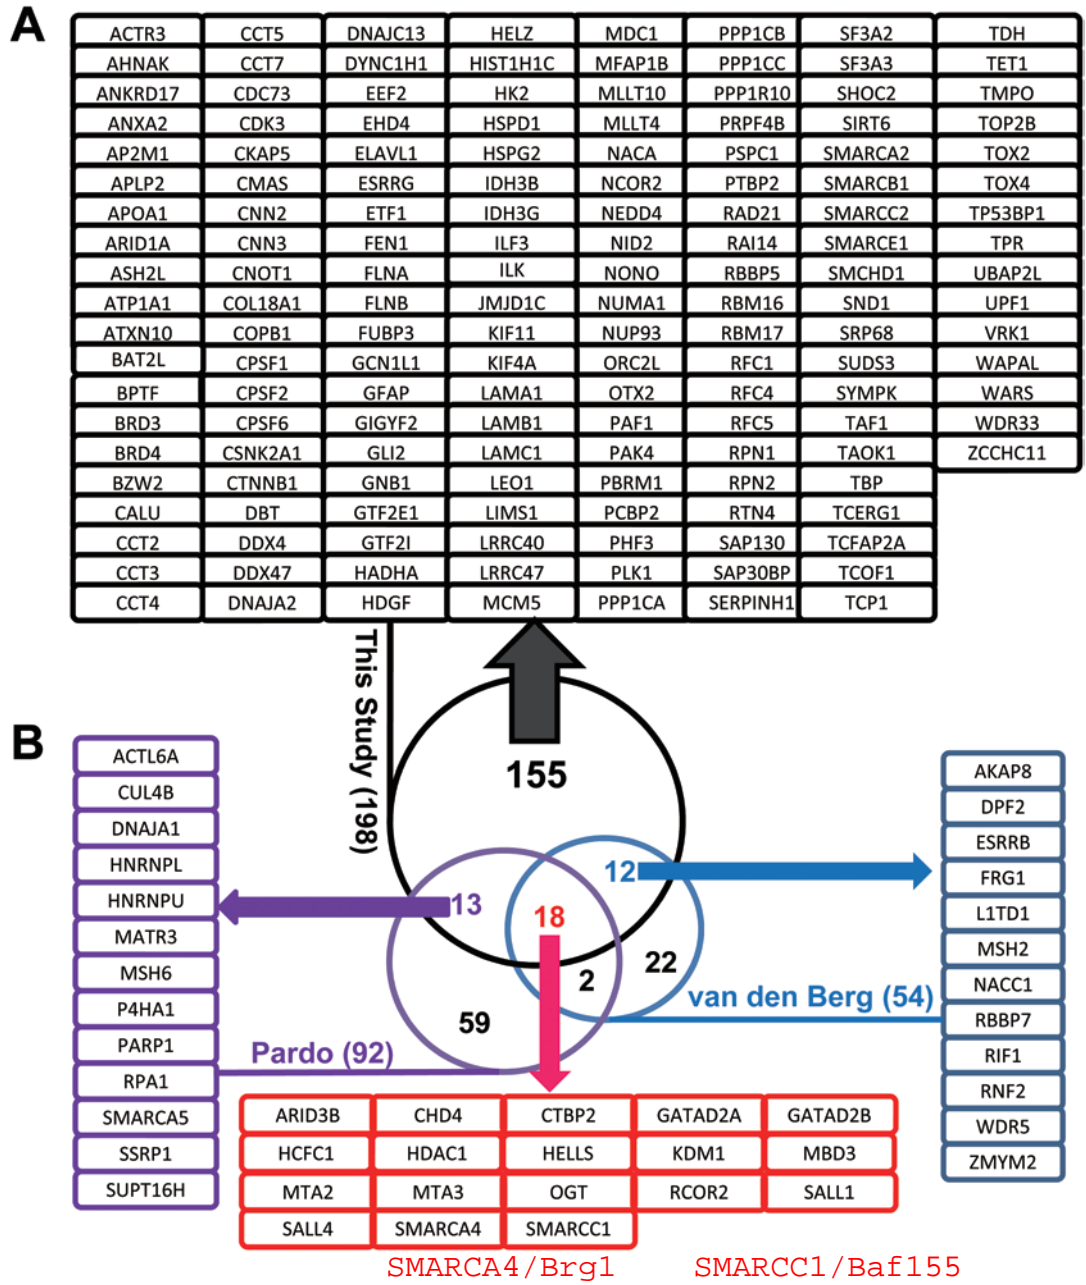 A
ACTR3 CCT5 DNAJC13 HELZ MDC1 PPP1CB SF3A2 TDH
AHNAK CCT7 DYNC1H1 HIST1H1C MFAP1B PPP1CC SF3A3 TET1
ANKRD17 CDC73 EEF2 HK2 MLLT10 PPP1R10 SHOC2 TMPO
ANXA2 CDK3 EHD4 HSPD1 MLLT4 PRPF4B SIRT6 TOP2B
AP2M1 CKAP5 ELAVL1 HSPG2 NACA PSPC1 SMARCA2 TOX2
APLP2 CMAS ESRRG IDH3B NCOR2 PTBP2 SMARCB1 TOX4
APOA1 CNN2 ETF1 IDH3G NEDD4 RAD21 SMARCC2 TP53BP1
ARID1A CNN3 FEN1 ILF3 NID2 RAI14 SMARCE1 TPR
ASH2L CNOT1 FLNA ILK NONO RBBP5 SMCHD1 UBAP2L
ATP1A1 COL18A1 FLNB JMJD1C NUMA1 RBM16 SND1 UPF1
ATXN10 COPB1 FUBP3 KIF11 NUP93 RBM17 SRP68 VRK1
BAT2L CPSF1 GCN1L1 KIF4A ORC2L RFC1 SUDS3 WAPAL
BPTF CPSF2 GFAP LAMA1 OTX2 RFC4 SYMPK WARS
BRD3 CPSF6 GIGYF2 LAMB1 PAF1 RFC5 TAF1 WDR33
BRD4 CSNK2A1 GLI2 LAMC1 PAK4 RPN1 TAOK1 ZCCHC11
BZW2 CTNNB1 GNB1 LEO1 PBRM1 RPN2 TBP
CALU DBT GTF2E1 LIMS1 PCBP2 RTN4 TCERG1
CCT2 DDX4 GTF2I LRRC40 PHF3 SAP130 TCFAP2A
CCT3 DDX47 HADHA LRRC47 PLK1 SAP30BP TCOF1
CCT4 DNAJA2 HDGF MCM5 PPP1CA SERPINH1 TCP1
This Study (198)
155
B
ACTL6A
CUL4B
DNAJA1
HNRNPL
HNRNPU
MATR3
MSH6
P4HA1
PARP1
RPA1
SMARCA5
SSRP1
SUPT16H
12
13
18
2
22
59
van den Berg (54)
Pardo (92)
AKAP8
DPF2
ESRRB
FRG1
L1TD1
MSH2
NACC1
RBBP7
RIF1
RNF2
WDR5
ZMYM2
ARID3B CHD4 CTBP2 GATAD2A GATAD2B
HCFC1 HDAC1 HELLS KDM1 MBD3
MTA2 MTA3 OGT RCOR2 SALL1
SALL4 SMARCA4 SMARCC1
SMARCA4/Brg1 SMARCC1/Baf155